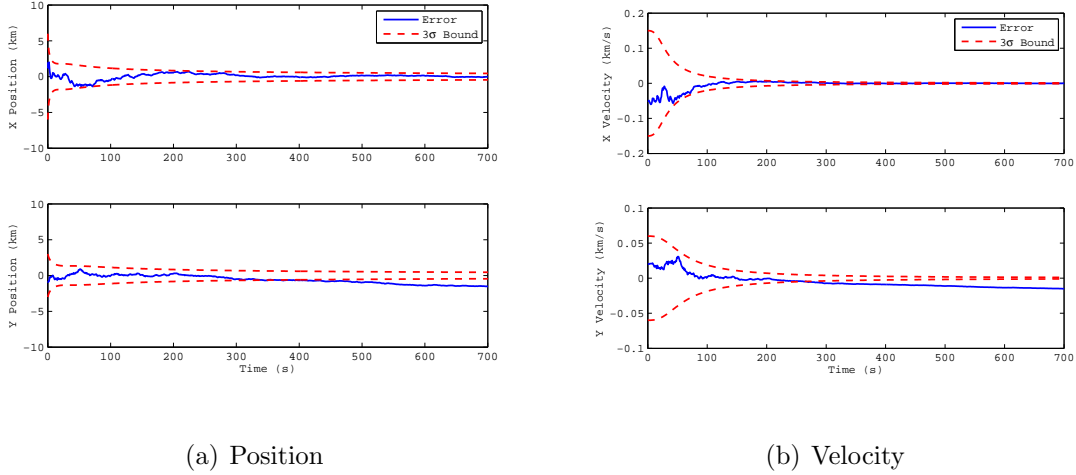 10
5
0
−5
−10
X Position (km)
0 100 200 300 400 500 600 700
Error
3σ Bound
10
5
0
−5
−10
Y Position (km)
0 100 200 300 400 500 600 700
Time (s)
(a) Position
0.2
0.1
0
−0.1
−0.2
X Velocity (km/s)
0 100 200 300 400 500 600 700
Error
3σ Bound
0.1
0.05
0
−0.05
−0.1
Y Velocity (km/s)
0 100 200 300 400 500 600 700
Time (s)
(b) Velocity